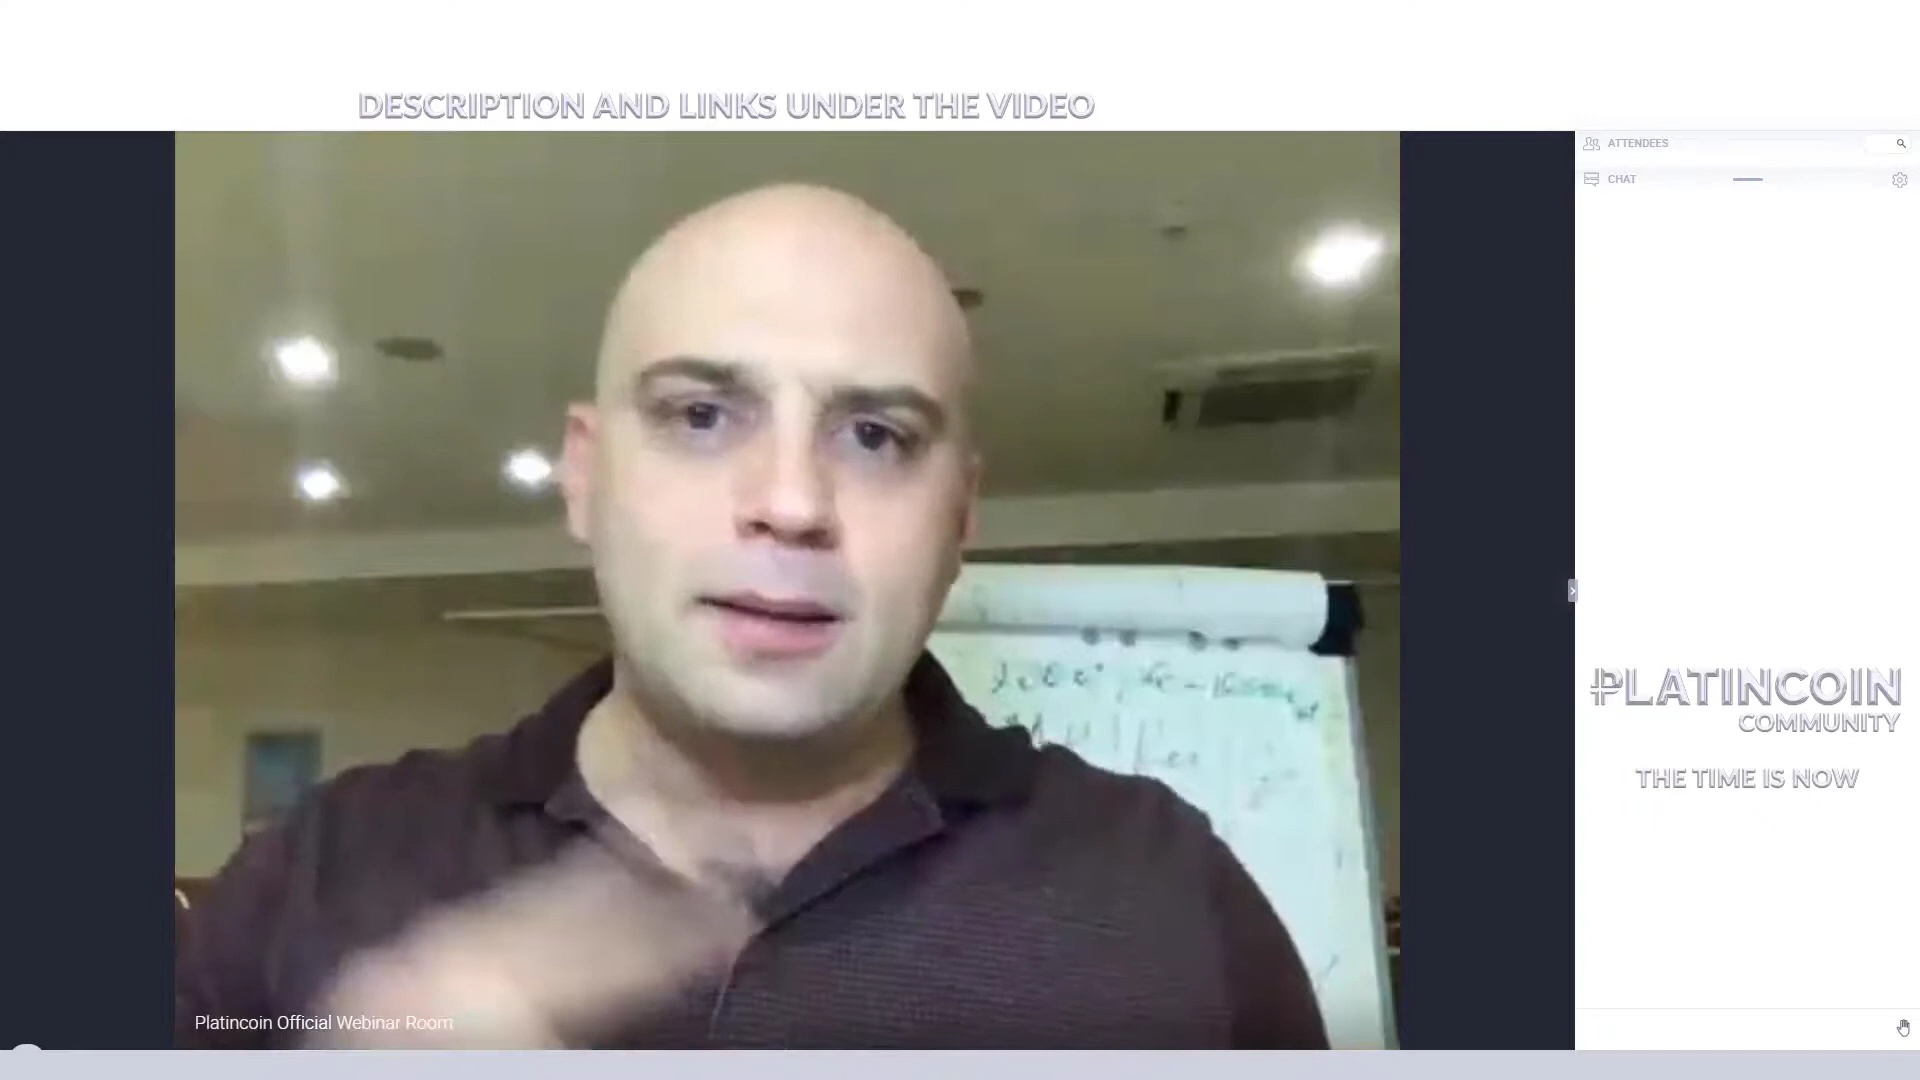 DESCRIPTION AND LINKS UNDER THE VIDEO
ATTENDEES
CHAT
PLATINCOIN
COMMUNITY
THE TIME IS NOW
Platincoin Official Webinar Room